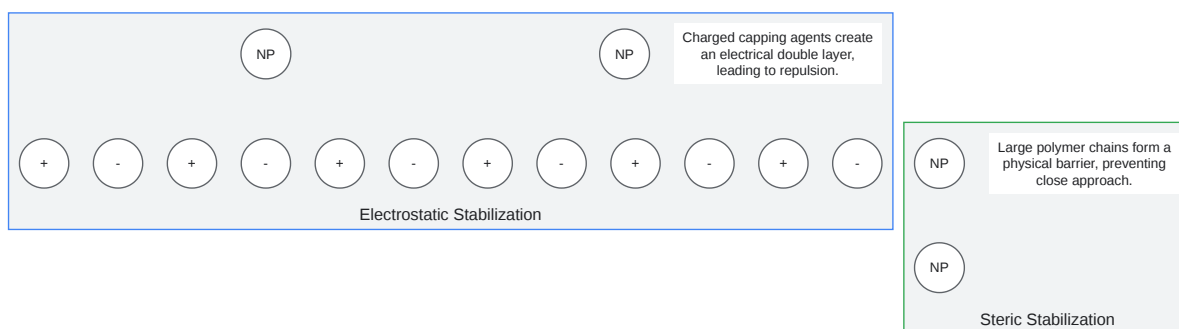 NP
NP
Charged capping agents create
an electrical double layer,
leading to repulsion.
+
-
+
-
+
-
+
-
+
-
+
-
Electrostatic Stabilization
NP
Large polymer chains form a
physical barrier, preventing
close approach.
NP
Steric Stabilization